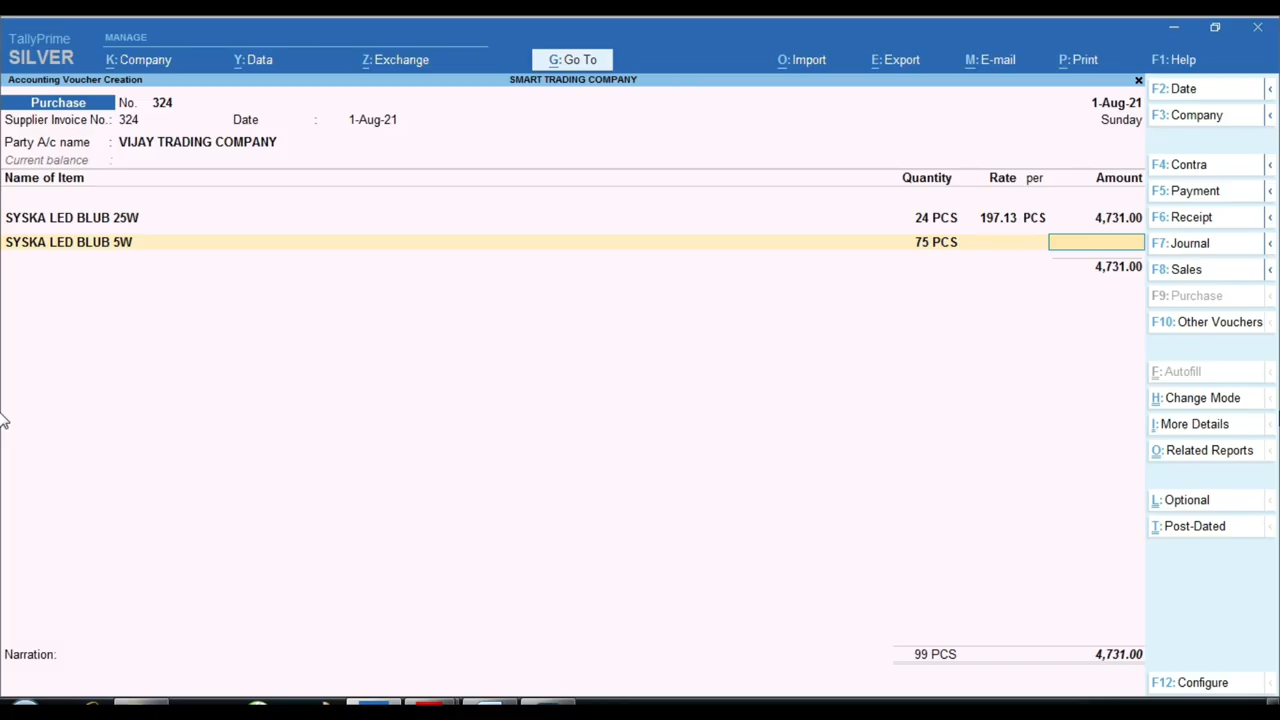 TallyPrime
MANAGE
SILVER
K: Company
Y: Data
Z: Exchange
G: Go To
O: Import
E: Export
M: E-mail
P: Print
F1: Help
Accounting Voucher Creation
SMART TRADING COMPANY
Purchase No. 324
1-Aug-21
Supplier Invoice No.: 324 Date : 1-Aug-21
Sunday
Party A/c name : VIJAY TRADING COMPANY
Current balance :
Name of Item Quantity Rate per Amount
SYSKA LED BLUB 25W 24 PCS 197.13 PCS 4,731.00
SYSKA LED BLUB 5W 75 PCS
4,731.00
Narration: 99 PCS 4,731.00
F2: Date
F3: Company
F4: Contra
F5: Payment
F6: Receipt
F7: Journal
F8: Sales
F9: Purchase
F10: Other Vouchers
F: Autofill
H: Change Mode
I: More Details
O: Related Reports
L: Optional
T: Post-Dated
F12: Configure